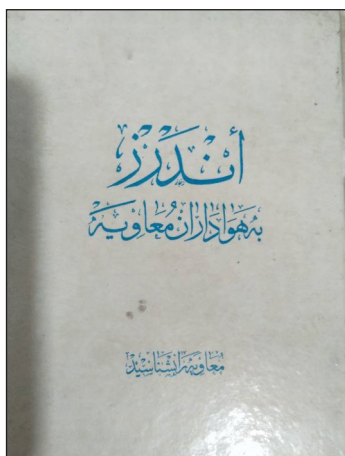 أندرز
به هواداران معاویه
معاویه را بشناسید